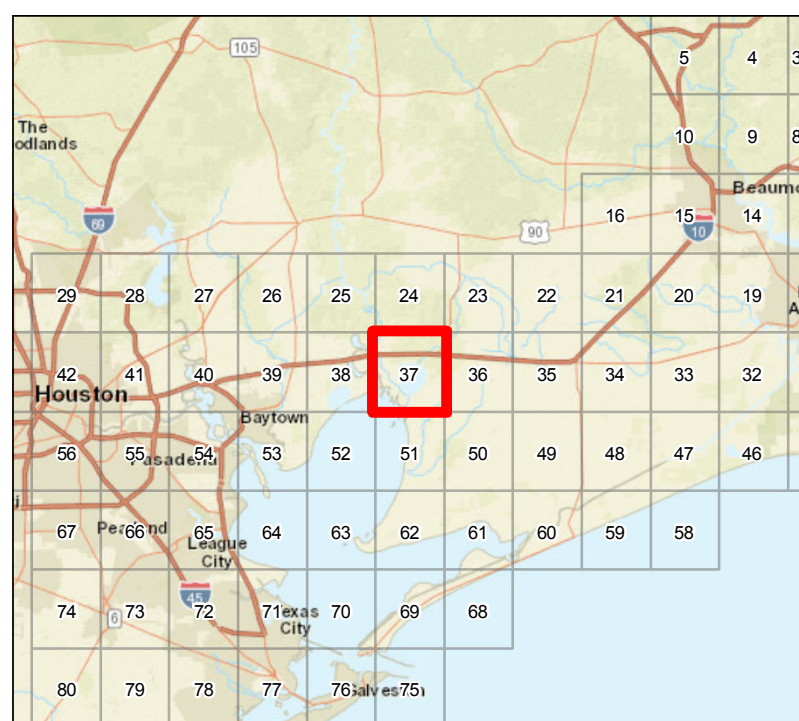 105
5 4 3
The
odlands
10 9 8
Beaumo
16 15 14
69
90
10
29 28 27 26 25 24 23 22 21 20 19
A
42 41 40 39 38 37 36 35 34 33 32
Houston
Baytown
56 55 54 53 52 51 50 49 48 47 46
Pasadena
67 66 65 64 63 62 61 60 59 58
Pearland
League
City
45
74 73 72 71 70 69 68
6
Texas
City
80 79 78 77 76 75
Galveston